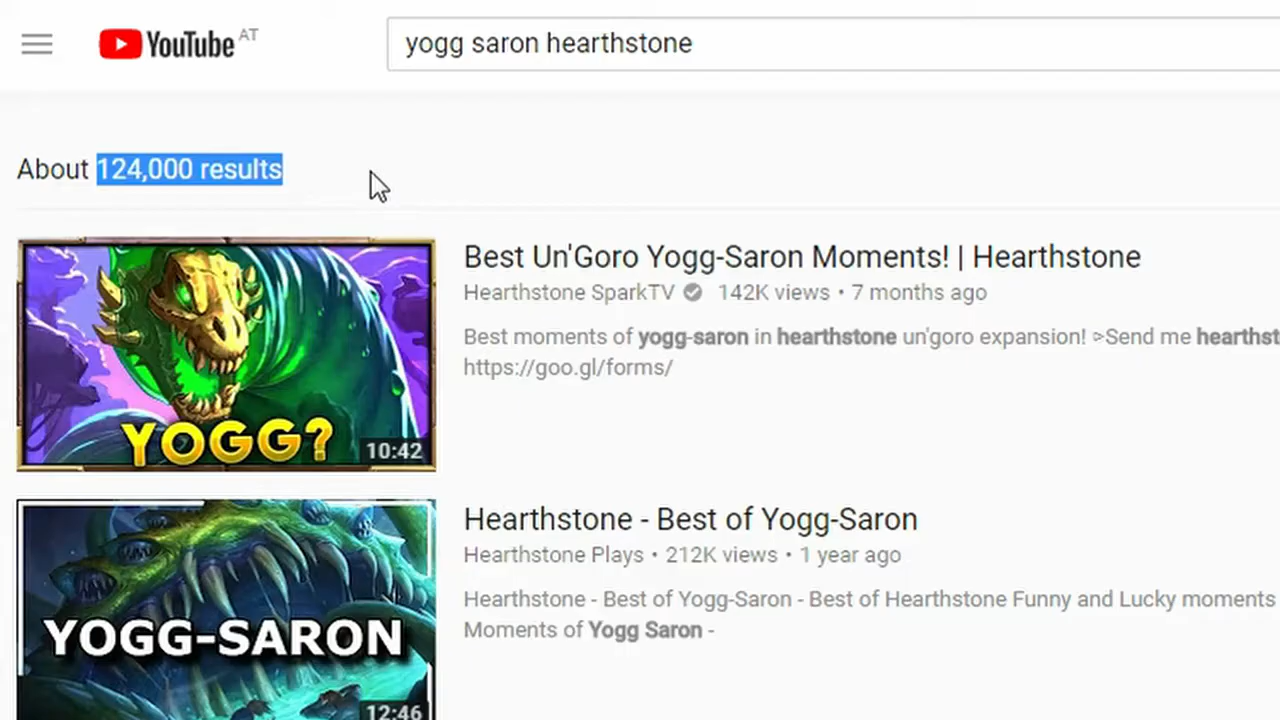 YouTube AT
yogg saron hearthstone
About 124,000 results
YOGG?
10:42
Best Un'Goro Yogg-Saron Moments! | Hearthstone
Hearthstone SparkTV 142K views • 7 months ago
Best moments of yogg-saron in hearthstone un'goro expansion! ⪢Send me hearthst
https://goo.gl/forms/
YOGG-SARON
12:46
Hearthstone - Best of Yogg-Saron
Hearthstone Plays • 212K views • 1 year ago
Hearthstone - Best of Yogg-Saron - Best of Hearthstone Funny and Lucky moments
Moments of Yogg Saron -